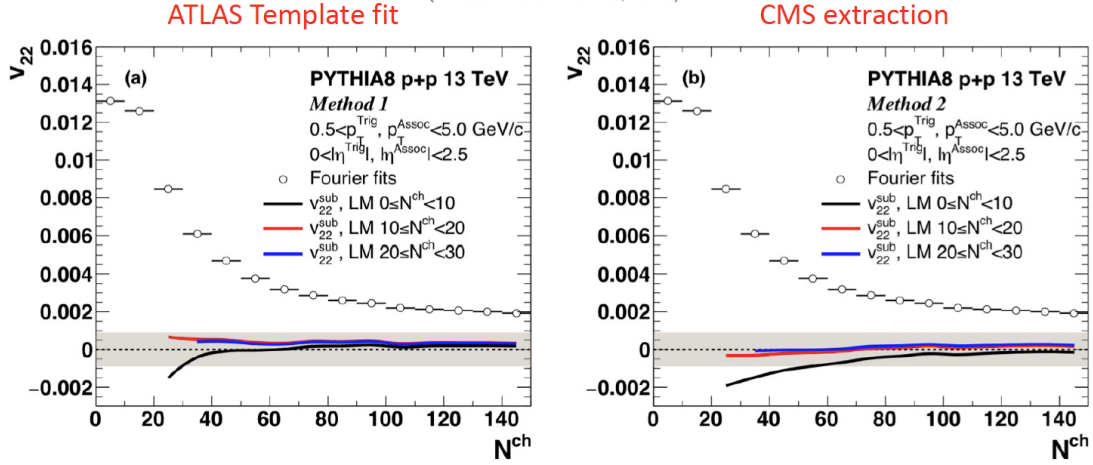 ATLAS Template fit
CMS extraction
v22
0.016
0.014
0.012
0.01
0.008
0.006
0.004
0.002
0
−0.002
(a)
PYTHIA8 p+p 13 TeV
Method 1
0.5<pT^Trig, pT^Assoc<5.0 GeV/c
0<|η^Trig|, |η^Assoc|<2.5
Fourier fits
v22^sub, LM 0≤N^ch<10
v22^sub, LM 10≤N^ch<20
v22^sub, LM 20≤N^ch<30
0 20 40 60 80 100 120 140
N^ch
v22
0.016
0.014
0.012
0.01
0.008
0.006
0.004
0.002
0
−0.002
(b)
PYTHIA8 p+p 13 TeV
Method 2
0.5<pT^Trig, pT^Assoc<5.0 GeV/c
0<|η^Trig|, |η^Assoc|<2.5
Fourier fits
v22^sub, LM 0≤N^ch<10
v22^sub, LM 10≤N^ch<20
v22^sub, LM 20≤N^ch<30
0 20 40 60 80 100 120 140
N^ch